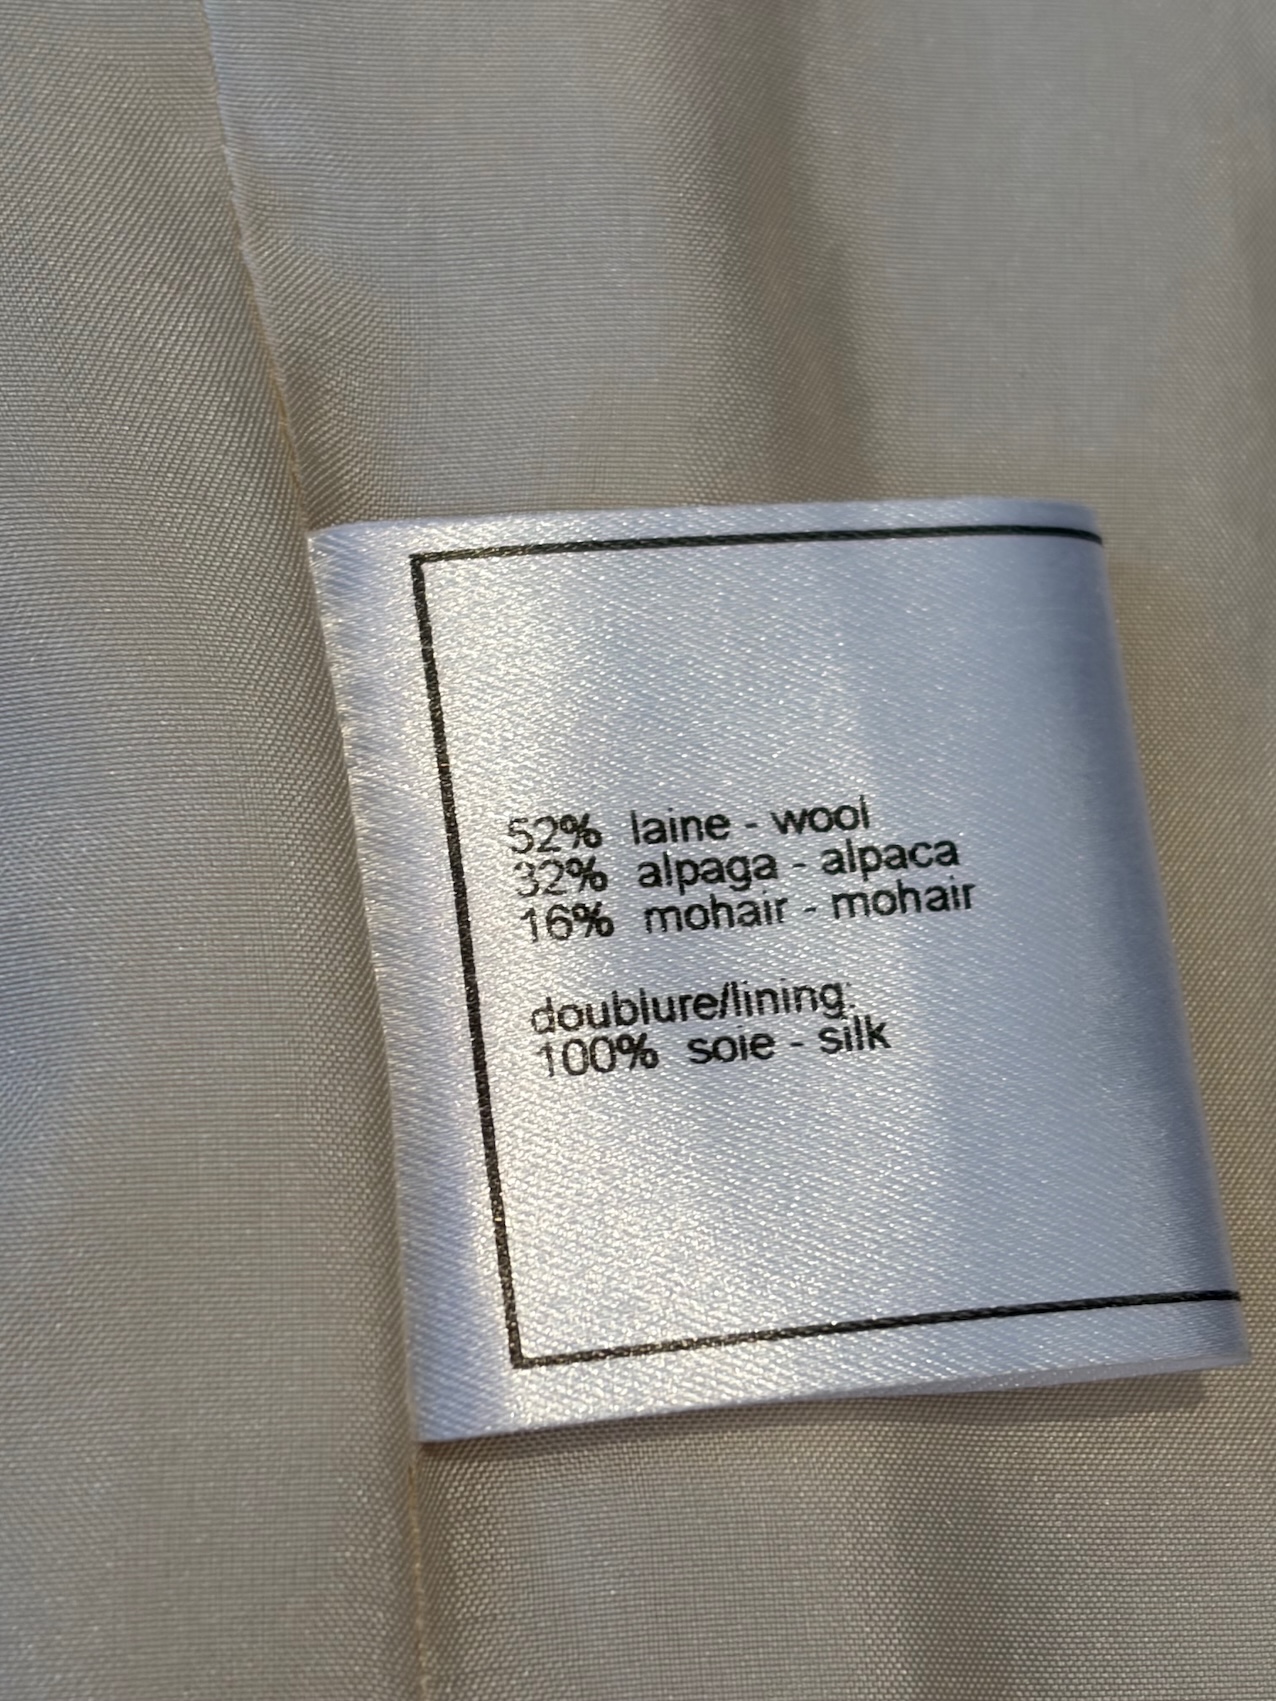 52% laine - wool
32% alpaga - alpaca
16% mohair - mohair
doublure/lining:
100% soie - silk